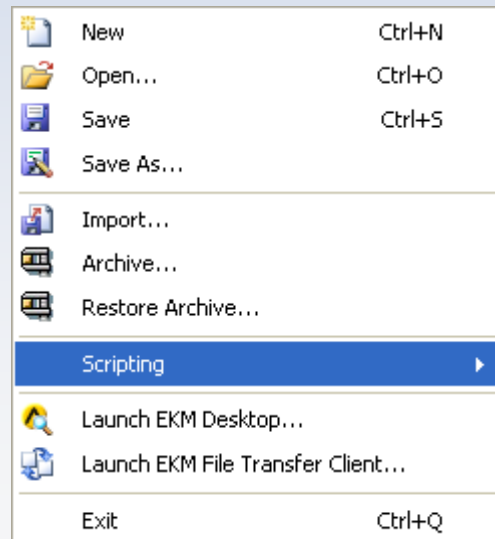 New Ctrl+N
Open... Ctrl+O
Save Ctrl+S
Save As...
Import...
Archive...
Restore Archive...
Scripting
Launch EKM Desktop...
Launch EKM File Transfer Client...
Exit Ctrl+Q